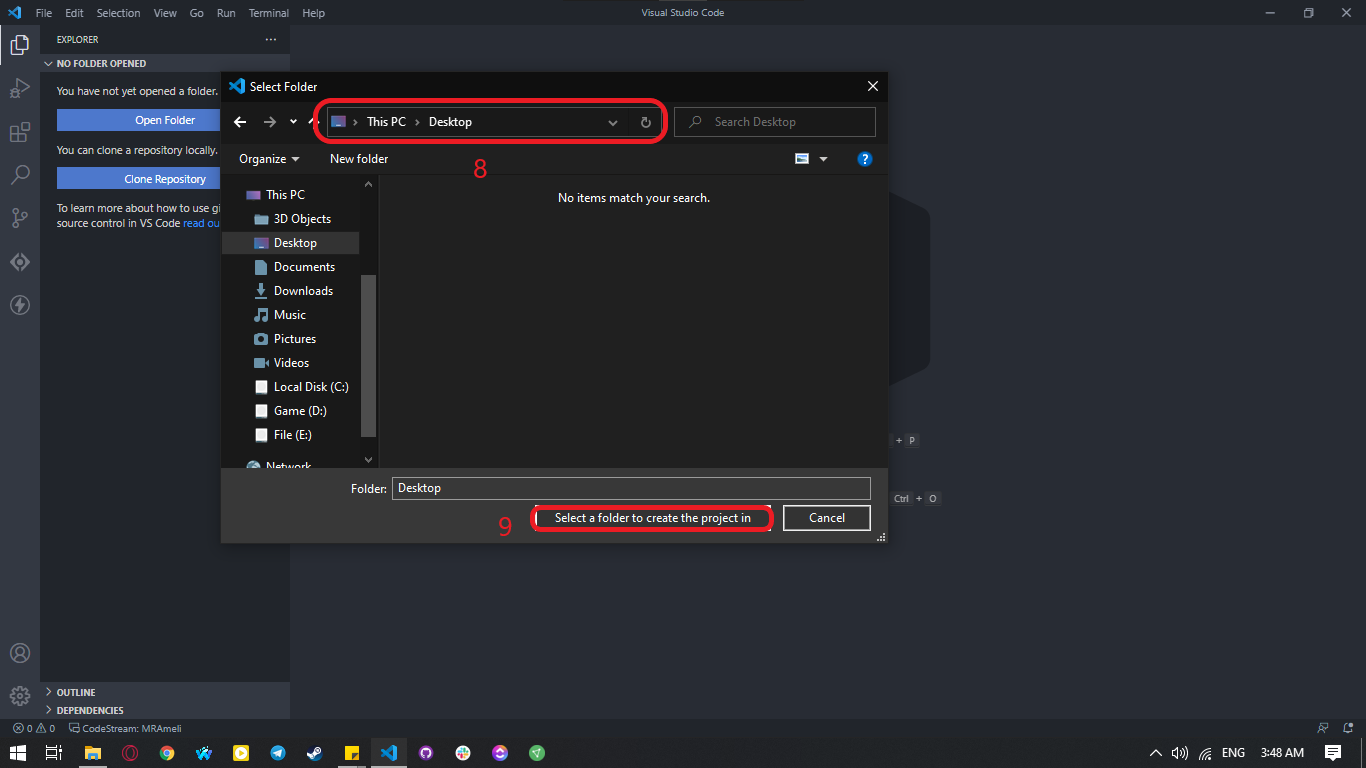 File Edit Selection View Go Run Terminal Help
Visual Studio Code
EXPLORER
NO FOLDER OPENED
You have not yet opened a folder.
Open Folder
You can clone a repository locally.
Clone Repository
To learn more about how to use
source control in VS Code read
Select Folder
This PC > Desktop
Search Desktop
8
Organize
New folder
?
This PC
3D Objects
Desktop
Documents
Downloads
Music
Pictures
Videos
Local Disk (C:)
Game (D:)
File (E:)
Network
No items match your search.
Folder: Desktop
9
Select a folder to create the project in
Cancel
+ P
Ctrl + O
OUTLINE
DEPENDENCIES
0 0 CodeStream: MRAmeli
ENG
3:48 AM